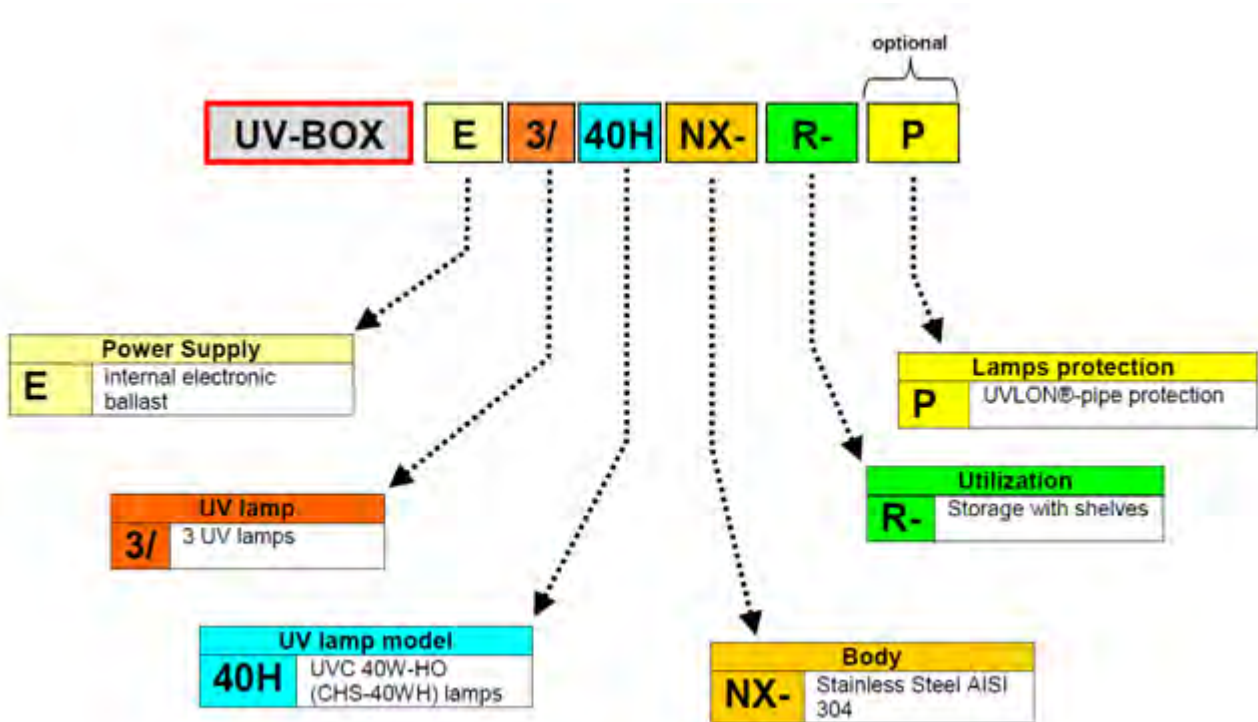 optional
UV-BOX E 3/ 40H NX- R- P
Power Supply
E internal electronic
ballast
Lamps protection
P UVLON®-pipe protection
Utilization
R- Storage with shelves
UV lamp
3/ 3 UV lamps
UV lamp model
40H UVC 40W-HO
(CHS-40WH) lamps
Body
NX- Stainless Steel AISI
304